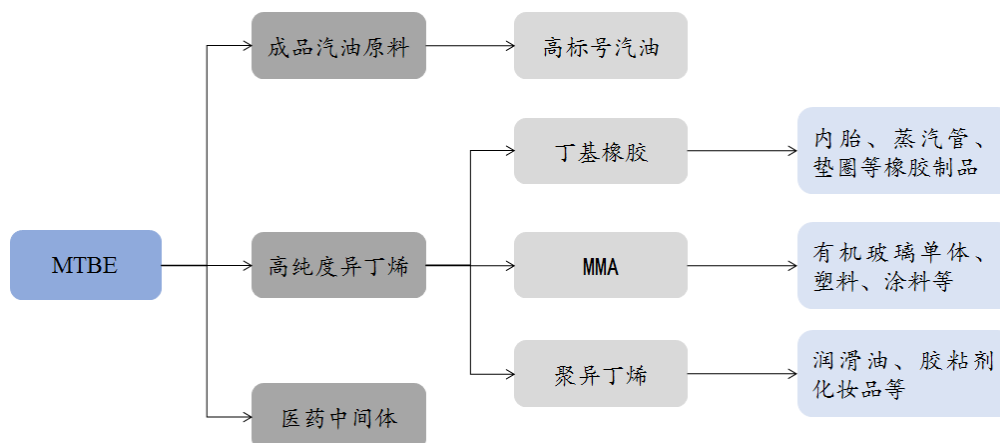 成品汽油原料
高标号汽油
丁基橡胶
内胎、蒸汽管、
垫圈等橡胶制品
MTBE
高纯度异丁烯
MMA
有机玻璃单体、
塑料、涂料等
聚异丁烯
润滑油、胶粘剂
化妆品等
医药中间体